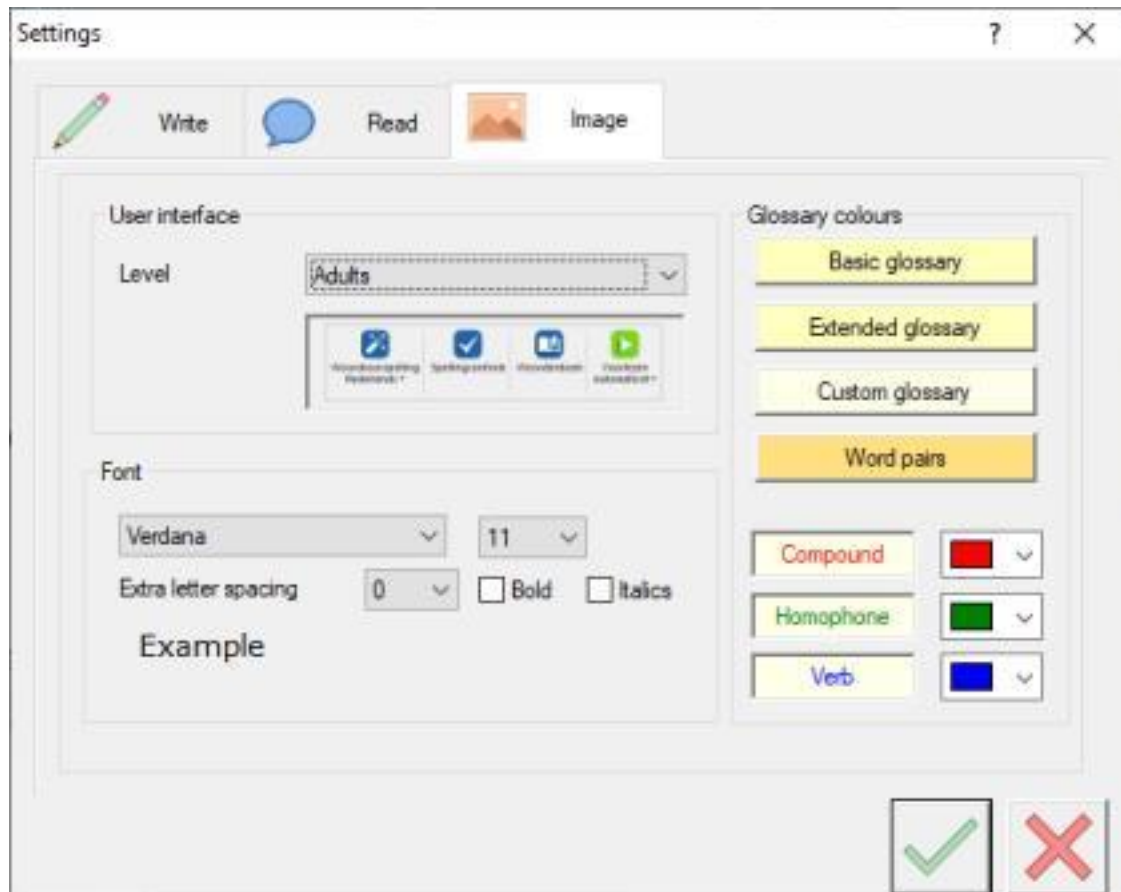 Settings
?
Write
Read
Image
User interface
Level
Adults
Font
Verdana
11
Extra letter spacing
0
Bold
Italics
Example
Glossary colours
Basic glossary
Extended glossary
Custom glossary
Word pairs
Compound
Homophone
Verb